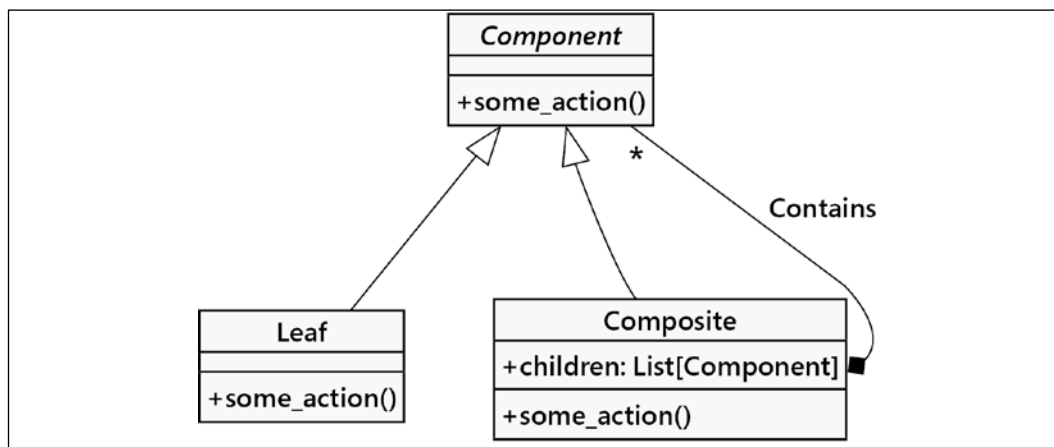 Component
+some_action()
*
Contains
Leaf
+some_action()
Composite
+children: List[Component]
+some_action()